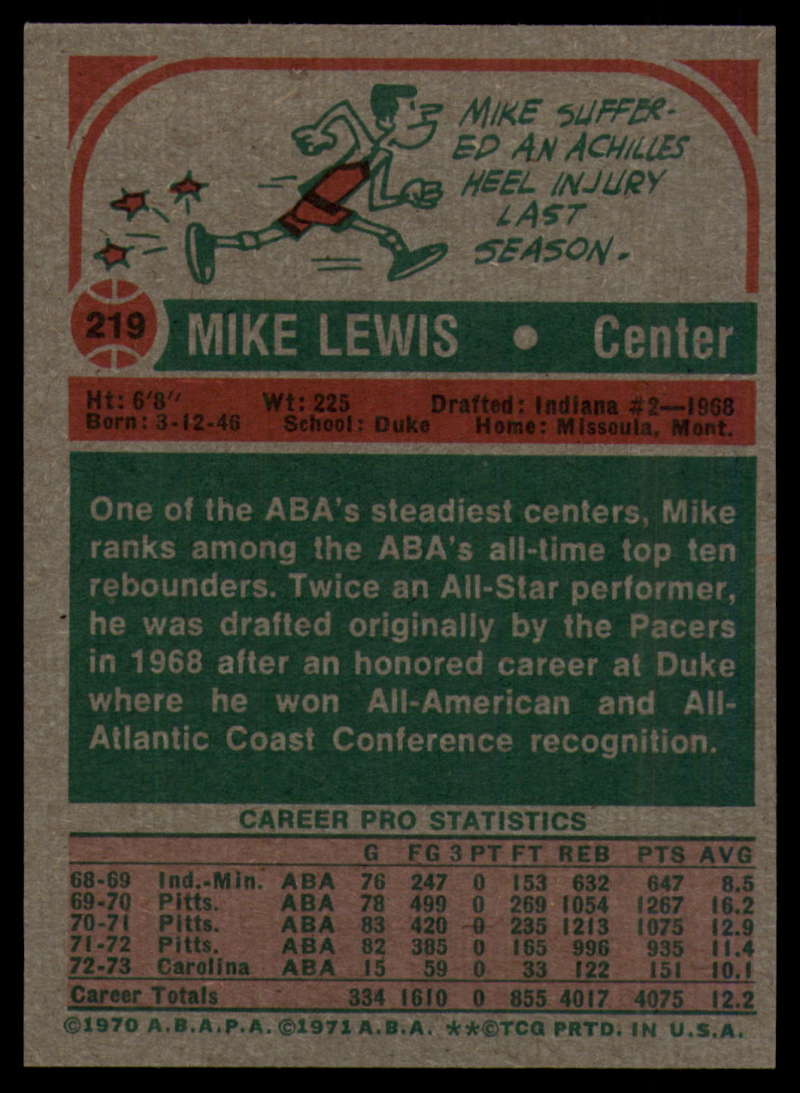 MIKE SUFFER-
ED AN ACHILLES
HEEL INJURY
LAST
SEASON.
219 MIKE LEWIS • Center
Ht: 6'8" Wt: 225 Drafted: Indiana #2—1968
Born: 3-12-46 School: Duke Home: Missoula, Mont.
One of the ABA's steadiest centers, Mike
ranks among the ABA's all-time top ten
rebounders. Twice an All-Star performer,
he was drafted originally by the Pacers
in 1968 after an honored career at Duke
where he won All-American and All-
Atlantic Coast Conference recognition.
CAREER PRO STATISTICS
G FG 3 PT FT REB PTS AVG
68-69 Ind.-Min. ABA 76 247 0 153 632 647 8.5
69-70 Pitts. ABA 78 499 0 269 1054 1267 16.2
70-71 Pitts. ABA 83 420 0 235 1213 1075 12.9
71-72 Pitts. ABA 82 385 0 165 996 935 11.4
72-73 Carolina ABA 15 59 0 33 122 151 10.1
Career Totals 334 1610 0 855 4017 4075 12.2
©1970 A.B.A.P.A. ©1971 A.B.A. **©TCG PRTD. IN U.S.A.